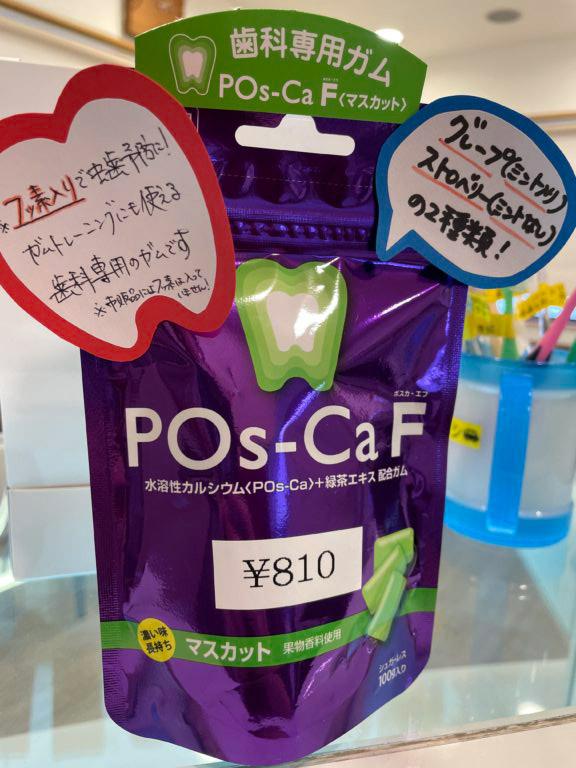 歯科専用ガム
POs-Ca F〈マスカット〉
※フッ素入りで虫歯予防に!
ガムトレーニングにも使える
歯科専用のガムです
※市販品にはフッ素は入って
いません!
グレープ(ミント入り)
ストロベリー(ミントなし)
の2種類!
ポスカ・エフ
POs-Ca F
水溶性カルシウム〈POs-Ca〉+緑茶エキス 配合ガム
¥810
濃い味
長持ち
マスカット 果物香料使用
シュガーレス
100g入り